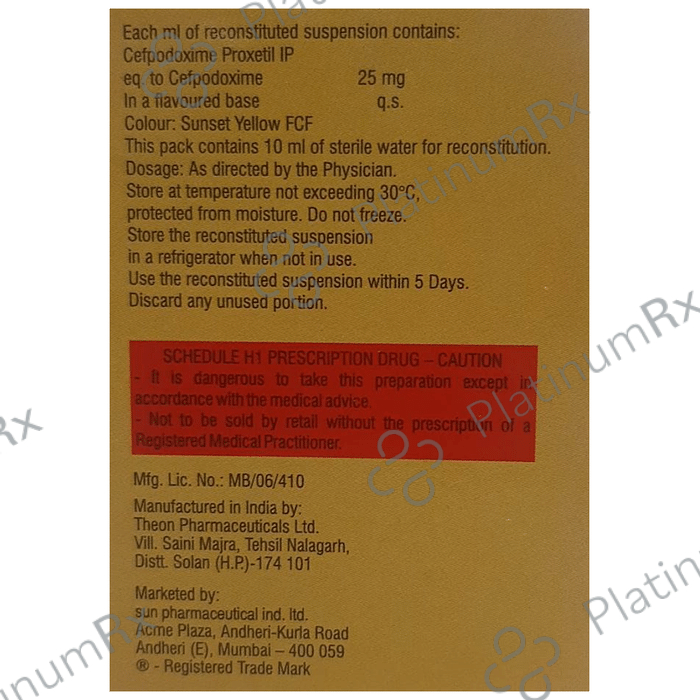 Each ml of reconstituted suspension contains:
Cefpodoxime Proxetil IP
eq. to Cefpodoxime 25 mg
In a flavoured base q.s.
Colour: Sunset Yellow FCF
This pack contains 10 ml of sterile water for reconstitution.
Dosage: As directed by the Physician.
Store at temperature not exceeding 30°C,
protected from moisture. Do not freeze.
Store the reconstituted suspension
in a refrigerator when not in use.
Use the reconstituted suspension within 5 Days.
Discard any unused portion.
SCHEDULE H1 PRESCRIPTION DRUG – CAUTION
- It is dangerous to take this preparation except in
accordance with the medical advice.
- Not to be sold by retail without the prescription of a
Registered Medical Practitioner.
Mfg. Lic. No.: MB/06/410
Manufactured in India by:
Theon Pharmaceuticals Ltd.
Vill. Saini Majra, Tehsil Nalagarh,
Distt. Solan (H.P.)-174 101
Marketed by:
sun pharmaceutical ind. ltd.
Acme Plaza, Andheri-Kurla Road
Andheri (E), Mumbai – 400 059
® - Registered Trade Mark
PlatinumRx
PlatinumRx
PlatinumRx